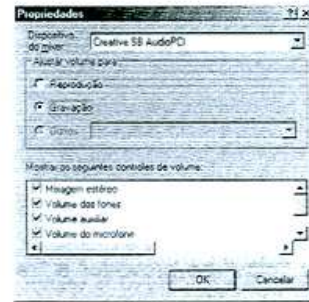 Propriedades
Dispositivo do mixer: Creative SB AudioPCI
Ajustar volume para
Reprodução
Gravação
Outros
Mostrar os seguintes controles de volume:
Mixagem estéreo
Volume dos fones
Volume auxiliar
Volume do microfone
OK Cancelar